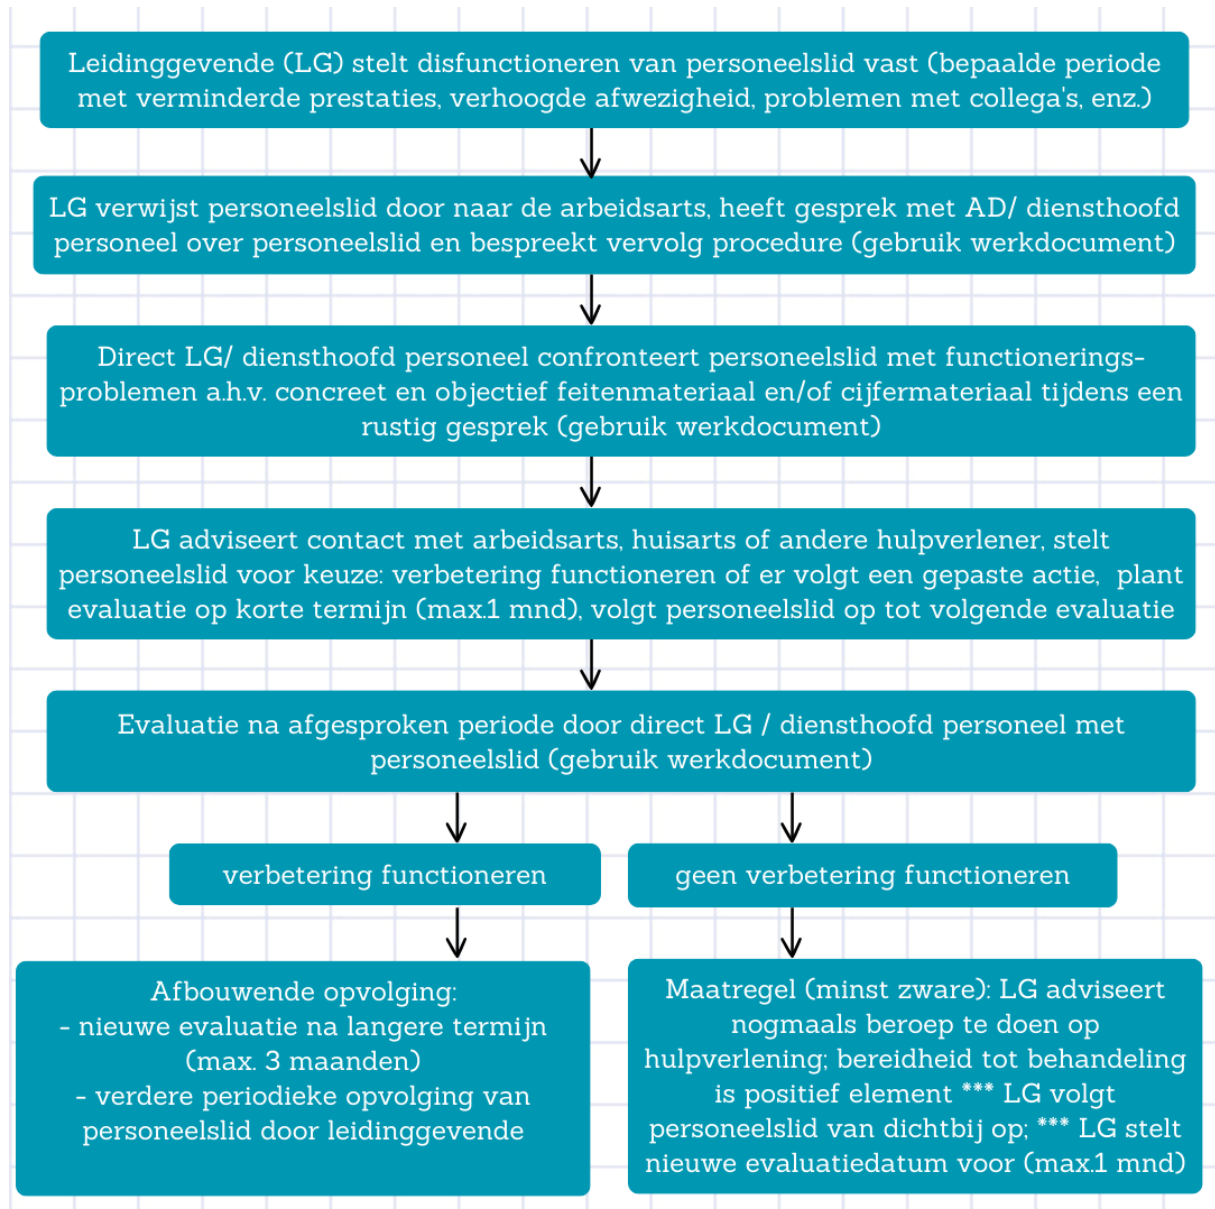 Leidinggevende (LG) stelt disfunctioneren van personeelslid vast (bepaalde periode
met verminderde prestaties, verhoogde afwezigheid, problemen met collega's, enz.)
LG verwijst personeelslid door naar de arbeidsarts, heeft gesprek met AD/ diensthoofd
personeel over personeelslid en bespreekt vervolg procedure (gebruik werkdocument)
Direct LG/ diensthoofd personeel confronteert personeelslid met functionerings-
problemen a.h.v. concreet en objectief feitenmateriaal en/of cijfermateriaal tijdens een
rustig gesprek (gebruik werkdocument)
LG adviseert contact met arbeidsarts, huisarts of andere hulpverlener, stelt
personeelslid voor keuze: verbetering functioneren of er volgt een gepaste actie, plant
evaluatie op korte termijn (max.1 mnd), volgt personeelslid op tot volgende evaluatie
Evaluatie na afgesproken periode door direct LG / diensthoofd personeel met
personeelslid (gebruik werkdocument)
verbetering functioneren
geen verbetering functioneren
Afbouwende opvolging:
- nieuwe evaluatie na langere termijn
(max. 3 maanden)
- verdere periodieke opvolging van
personeelslid door leidinggevende
Maatregel (minst zware): LG adviseert
nogmaals beroep te doen op
hulpverlening; bereidheid tot behandeling
is positief element *** LG volgt
personeelslid van dichtbij op; *** LG stelt
nieuwe evaluatiedatum voor (max.1 mnd)